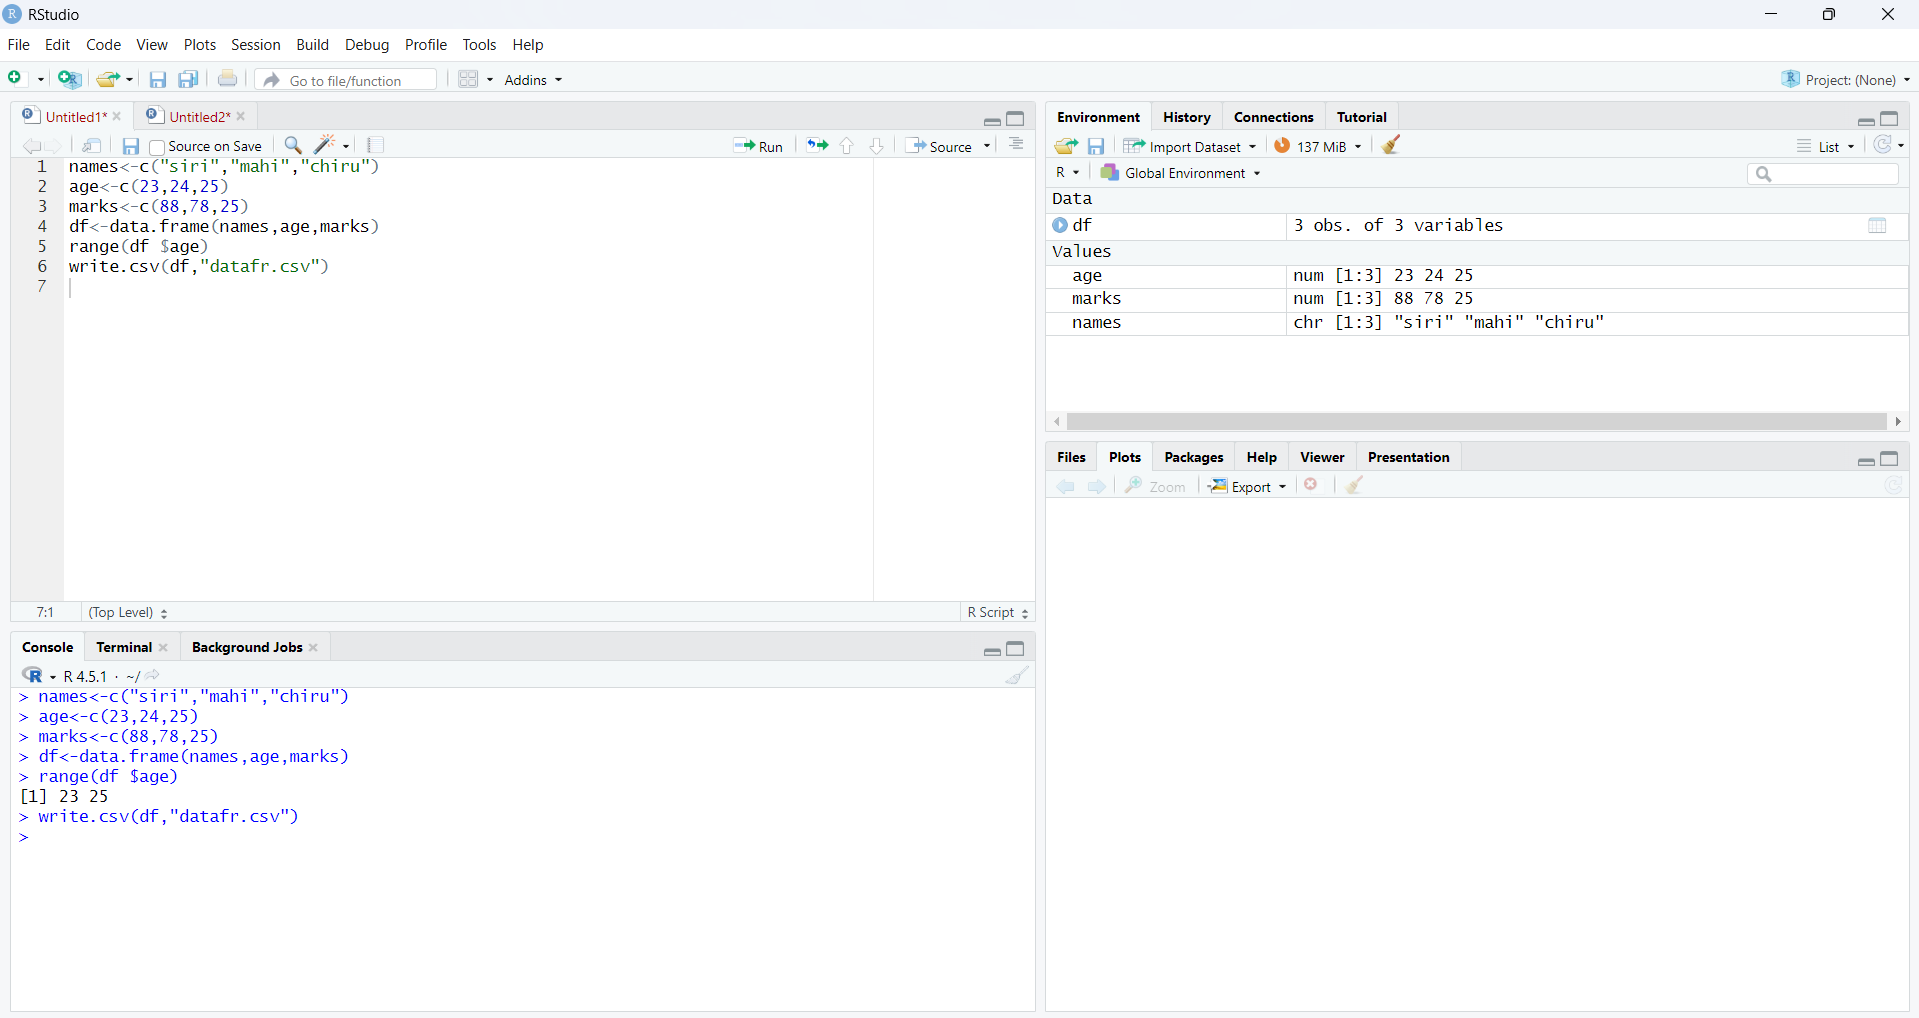 RStudio
File Edit Code View Plots Session Build Debug Profile Tools Help
Go to file/function Addins Project: (None)
Untitled1* Untitled2*
Source on Save Run Source
1 names<-c("siri","mahi","chiru")
2 age<-c(23,24,25)
3 marks<-c(88,78,25)
4 df<-data.frame(names,age,marks)
5 range(df $age)
6 write.csv(df,"datafr.csv")
7
7:1 (Top Level) R Script
Console Terminal Background Jobs
R 4.5.1 · ~/
> names<-c("siri","mahi","chiru")
> age<-c(23,24,25)
> marks<-c(88,78,25)
> df<-data.frame(names,age,marks)
> range(df $age)
[1] 23 25
> write.csv(df,"datafr.csv")
>
Environment History Connections Tutorial
Import Dataset 137 MiB List
R Global Environment
Data
df 3 obs. of 3 variables
Values
age num [1:3] 23 24 25
marks num [1:3] 88 78 25
names chr [1:3] "siri" "mahi" "chiru"
Files Plots Packages Help Viewer Presentation
Zoom Export